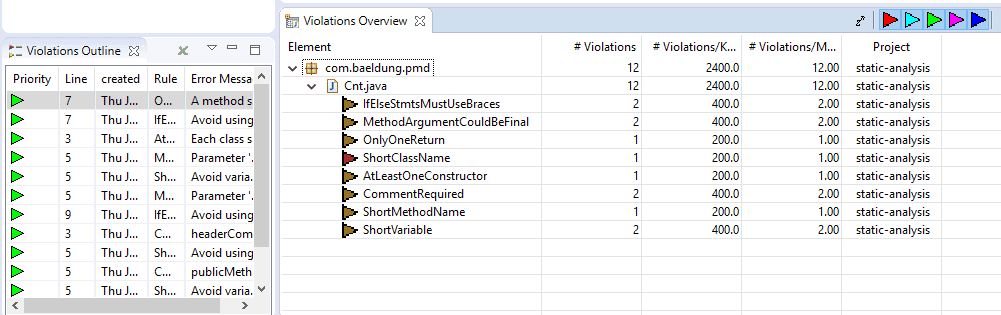 Violations Outline
Priority Line created Rule Error Messa
7 Thu J... O... A method s
7 Thu J... IfE... Avoid using
3 Thu J... At... Each class s
5 Thu J... M... Parameter '.
5 Thu J... Sh... Avoid varia.
5 Thu J... M... Parameter '.
9 Thu J... IfE... Avoid using
3 Thu J... C... headerCom
5 Thu J... Sh... Avoid using
5 Thu J... C... publicMeth
5 Thu J... Sh... Avoid varia.
Violations Overview
Element # Violations # Violations/K... # Violations/M... Project
com.baeldung.pmd 12 2400.0 12.00 static-analysis
Cnt.java 12 2400.0 12.00 static-analysis
IfElseStmtsMustUseBraces 2 400.0 2.00 static-analysis
MethodArgumentCouldBeFinal 2 400.0 2.00 static-analysis
OnlyOneReturn 1 200.0 1.00 static-analysis
ShortClassName 1 200.0 1.00 static-analysis
AtLeastOneConstructor 1 200.0 1.00 static-analysis
CommentRequired 2 400.0 2.00 static-analysis
ShortMethodName 1 200.0 1.00 static-analysis
ShortVariable 2 400.0 2.00 static-analysis